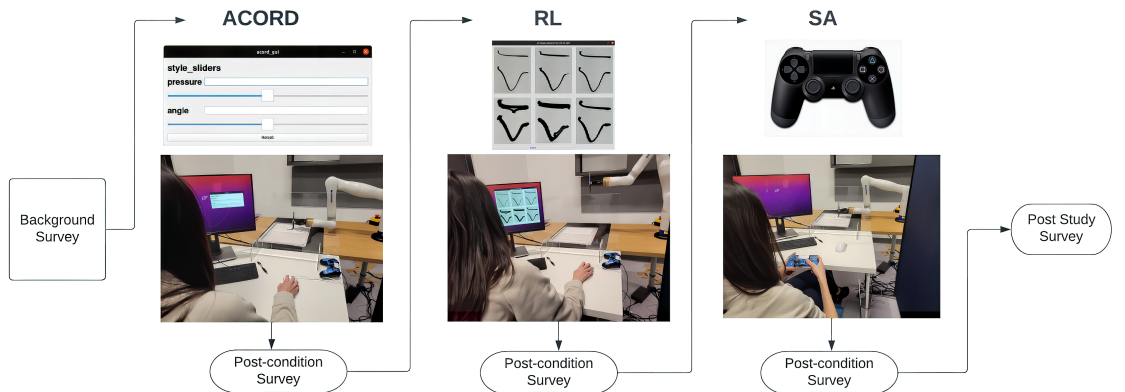 ACORD
RL
SA
acord_gui
style_sliders
pressure
angle
Reset
Background
Survey
Post-condition
Survey
Post-condition
Survey
Post-condition
Survey
Post Study
Survey